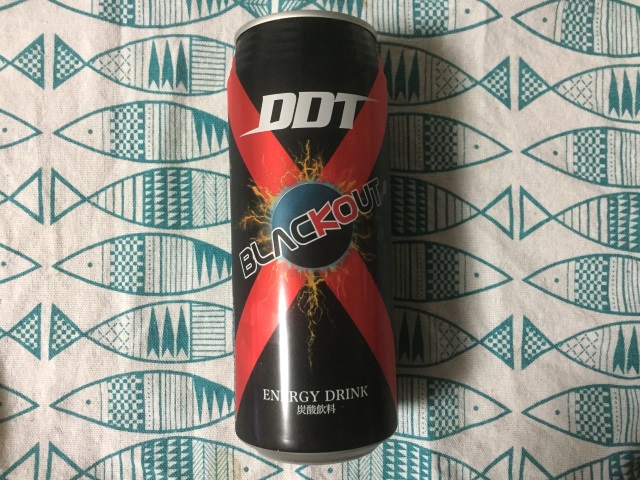 DDT
BLACKOUT
ENERGY DRINK
炭酸飲料